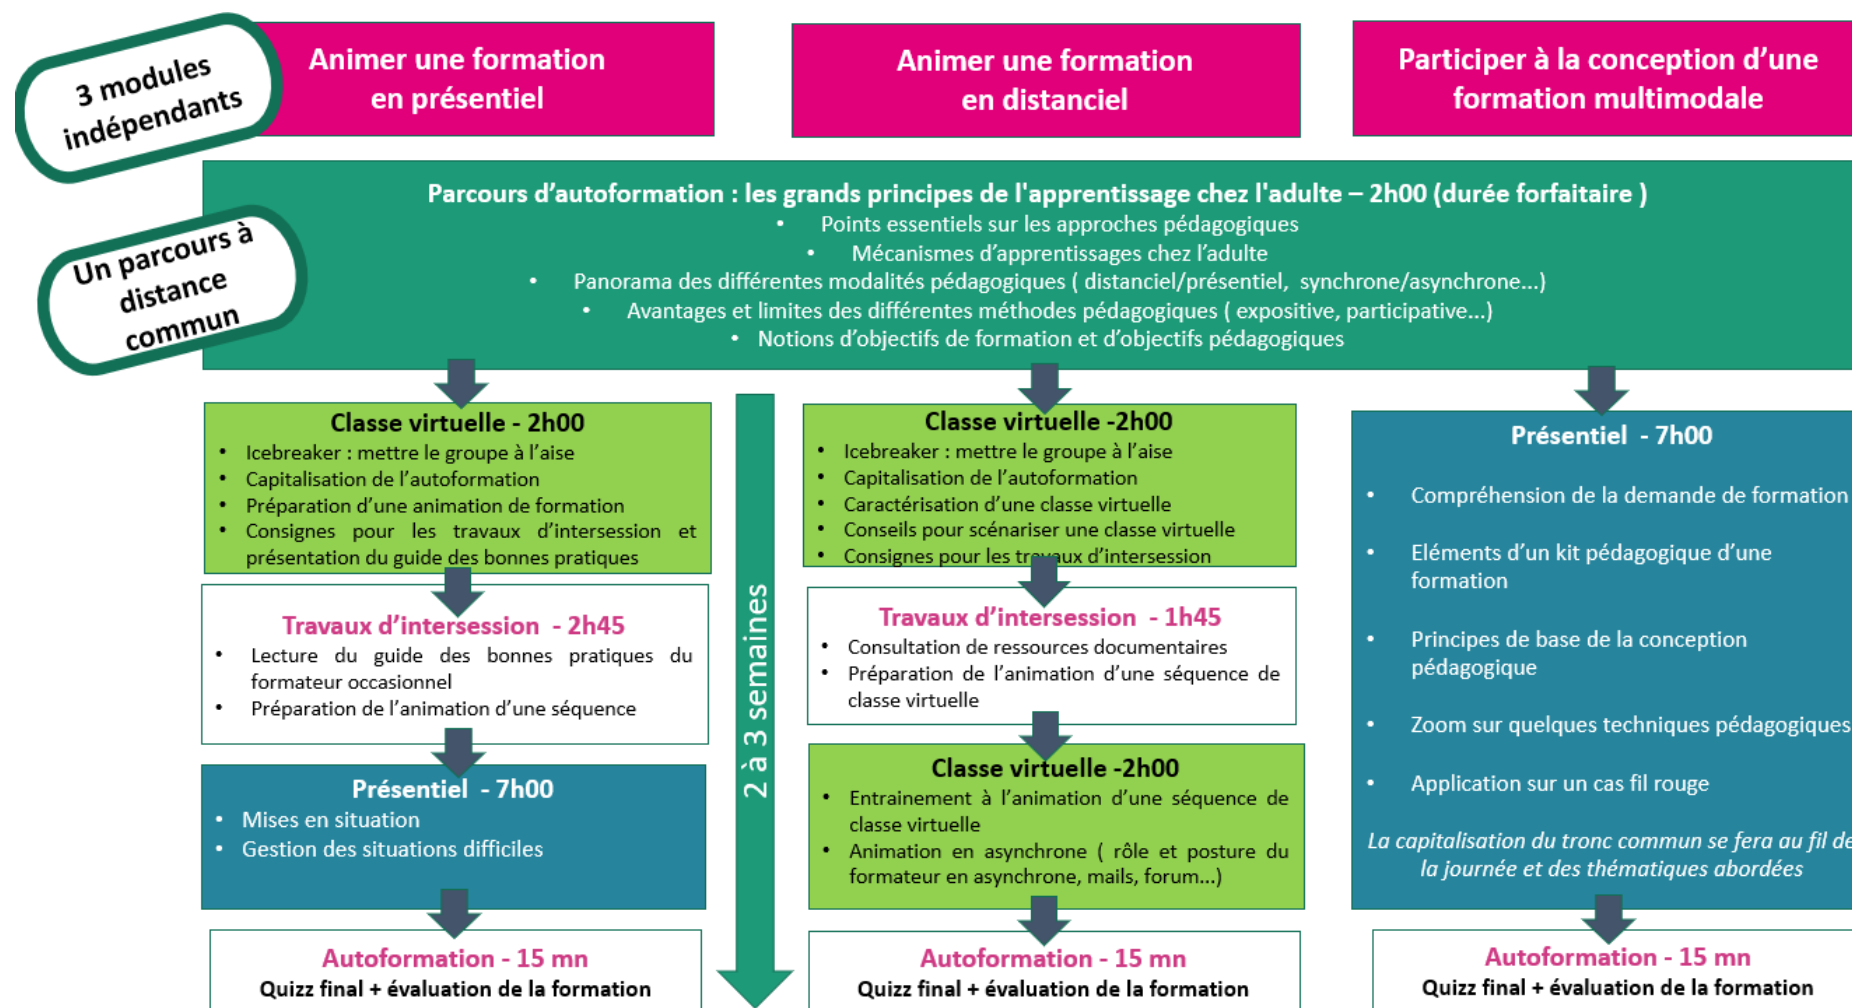 3 modules
indépendants
Animer une formation
en présentiel
Animer une formation
en distanciel
Participer à la conception d'une
formation multimodale
Un parcours à
distance
commun
Parcours d'autoformation : les grands principes de l'apprentissage chez l'adulte – 2h00 (durée forfaitaire )
• Points essentiels sur les approches pédagogiques
• Mécanismes d'apprentissages chez l'adulte
• Panorama des différentes modalités pédagogiques ( distanciel/présentiel, synchrone/asynchrone...)
• Avantages et limites des différentes méthodes pédagogiques ( expositive, participative...)
• Notions d'objectifs de formation et d'objectifs pédagogiques
Classe virtuelle - 2h00
• Icebreaker : mettre le groupe à l'aise
• Capitalisation de l'autoformation
• Préparation d'une animation de formation
• Consignes pour les travaux d'intersession et
présentation du guide des bonnes pratiques
Travaux d'intersession - 2h45
• Lecture du guide des bonnes pratiques du
formateur occasionnel
• Préparation de l'animation d'une séquence
Présentiel - 7h00
• Mises en situation
• Gestion des situations difficiles
Autoformation - 15 mn
Quizz final + évaluation de la formation
2 à 3 semaines
Classe virtuelle -2h00
• Icebreaker : mettre le groupe à l'aise
• Capitalisation de l'autoformation
• Caractérisation d'une classe virtuelle
• Conseils pour scénariser une classe virtuelle
• Consignes pour les travaux d'intersession
Travaux d'intersession - 1h45
• Consultation de ressources documentaires
• Préparation de l'animation d'une séquence de
classe virtuelle
Classe virtuelle -2h00
• Entrainement à l'animation d'une séquence de
classe virtuelle
• Animation en asynchrone ( rôle et posture du
formateur en asynchrone, mails, forum...)
Autoformation - 15 mn
Quizz final + évaluation de la formation
Présentiel - 7h00
• Compréhension de la demande de formation
• Eléments d'un kit pédagogique d'une
formation
• Principes de base de la conception
pédagogique
• Zoom sur quelques techniques pédagogiques
• Application sur un cas fil rouge
La capitalisation du tronc commun se fera au fil de
la journée et des thématiques abordées
Autoformation - 15 mn
Quizz final + évaluation de la formation